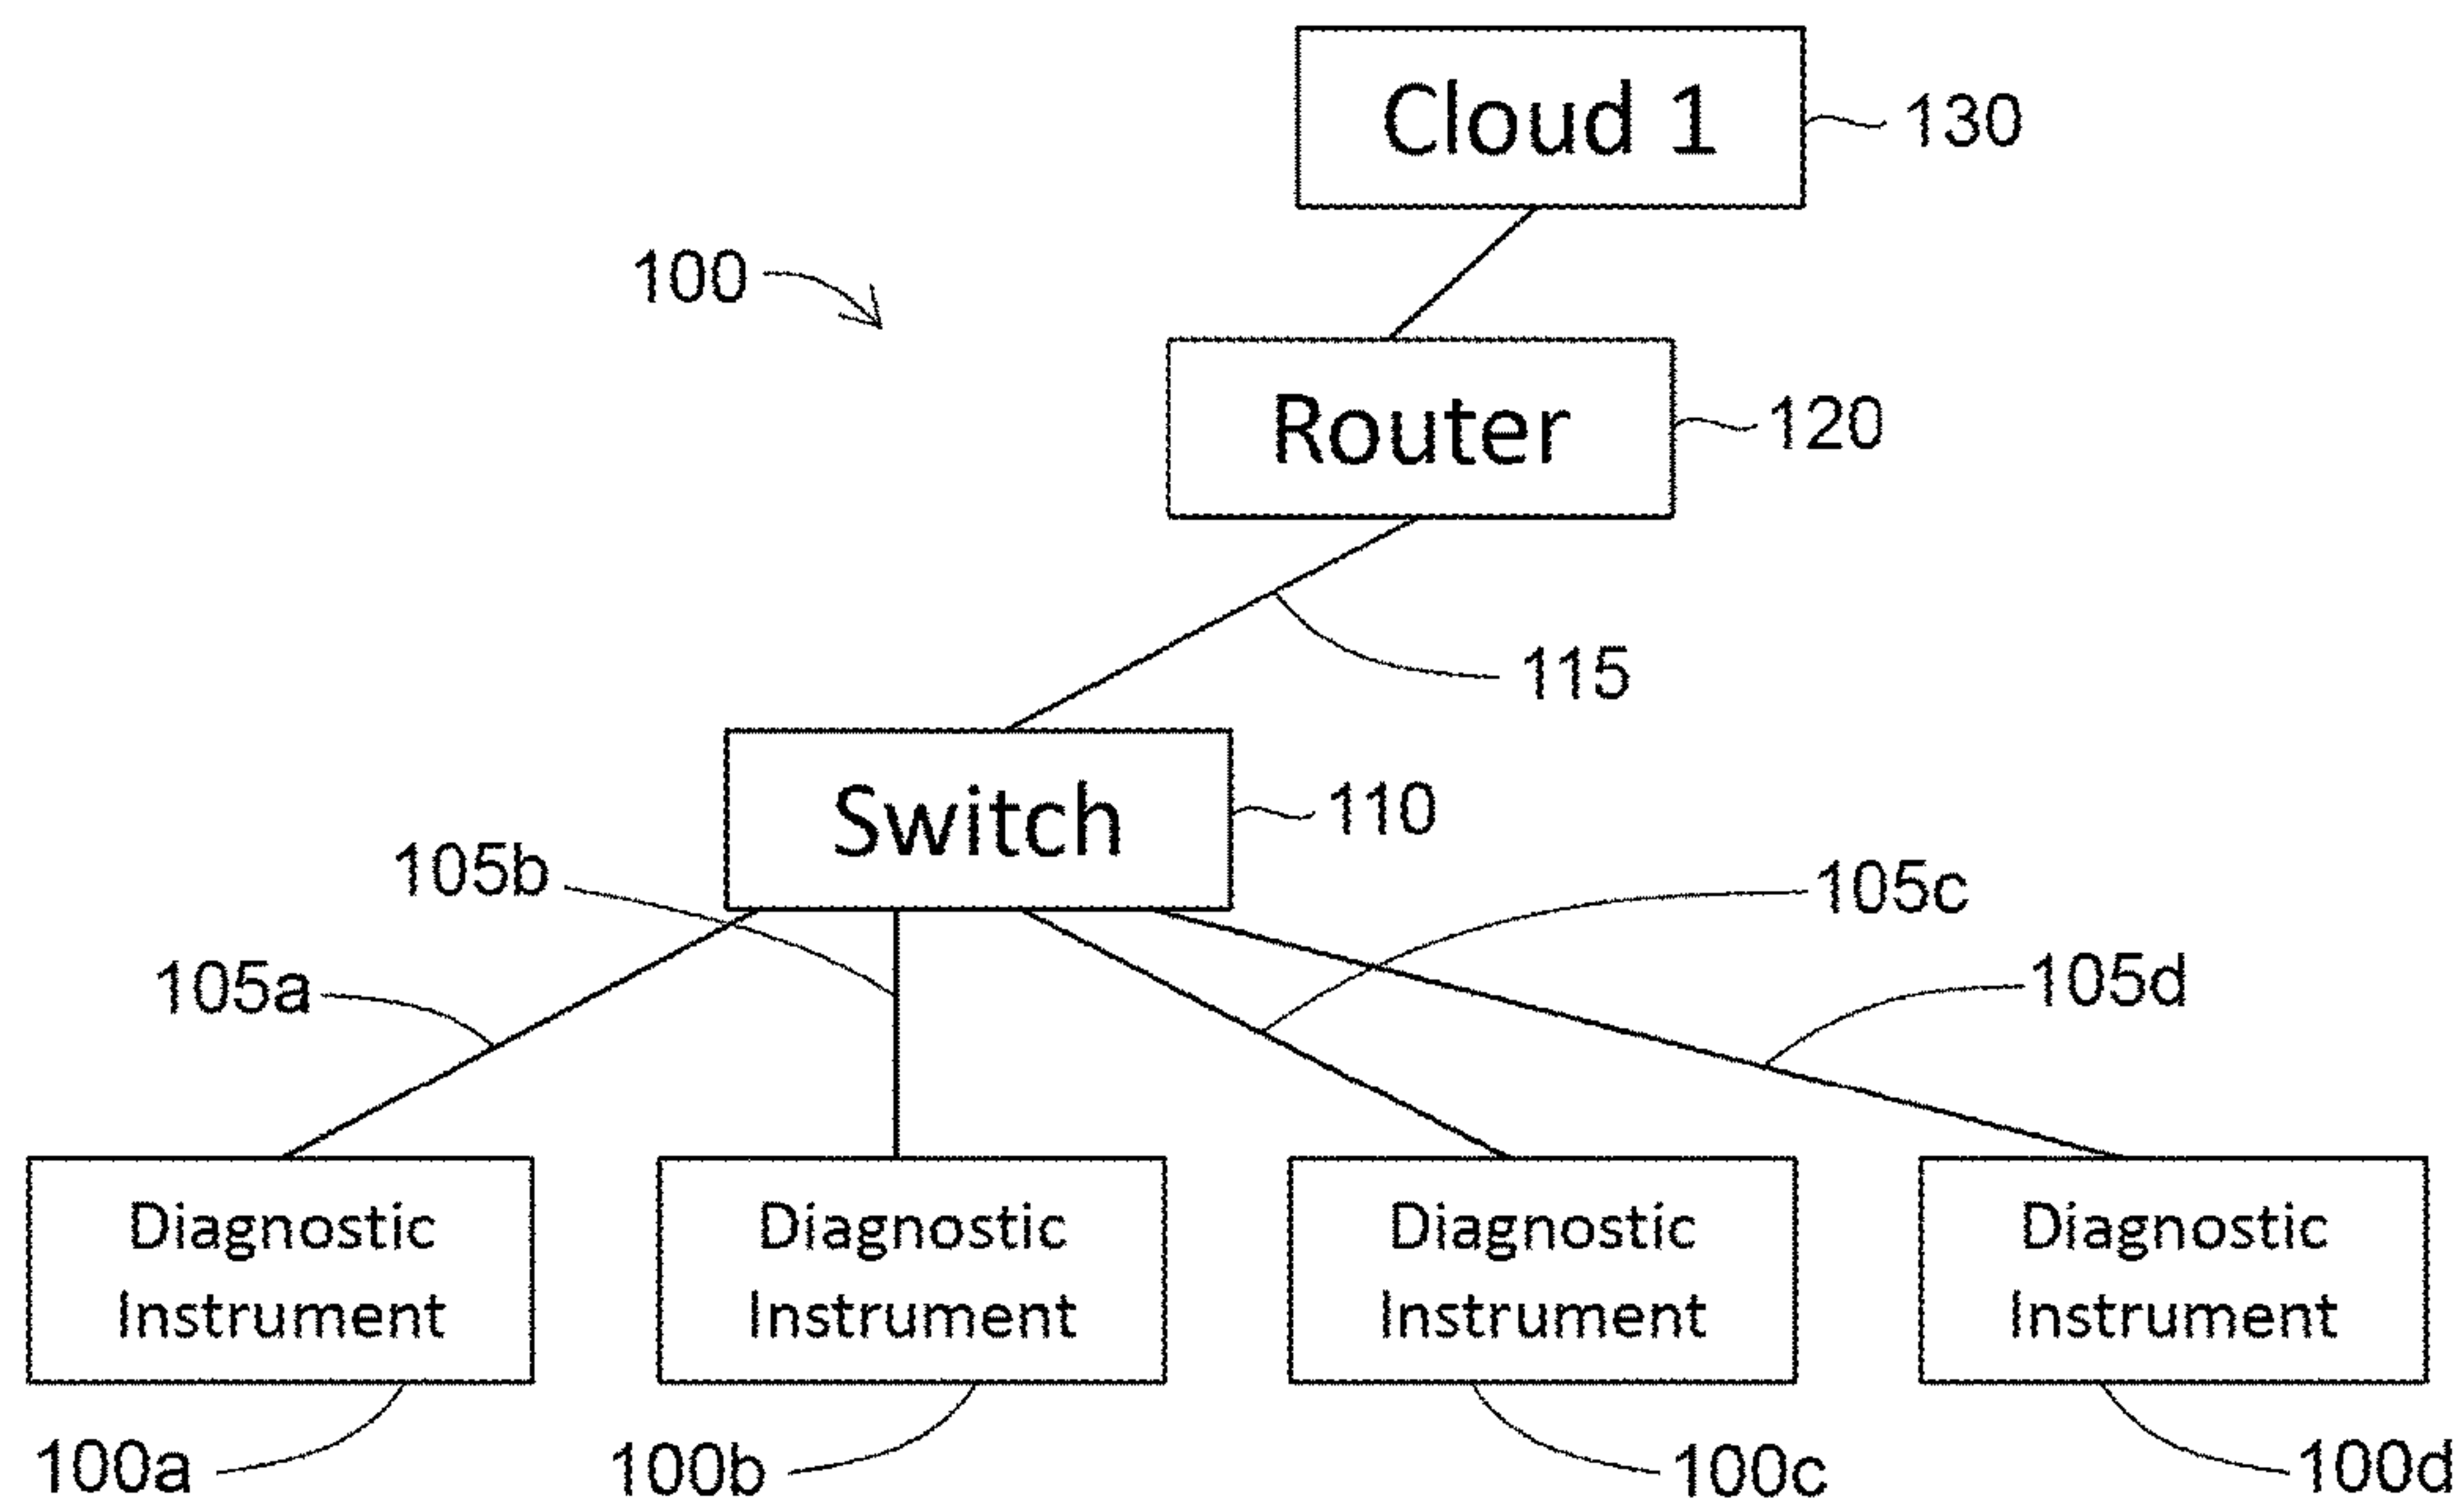 Cloud 1
130
100
Router
120
115
Switch
110
105b
105c
105a
105d
Diagnostic
Instrument
Diagnostic
Instrument
Diagnostic
Instrument
Diagnostic
Instrument
100a
100b
100c
100d